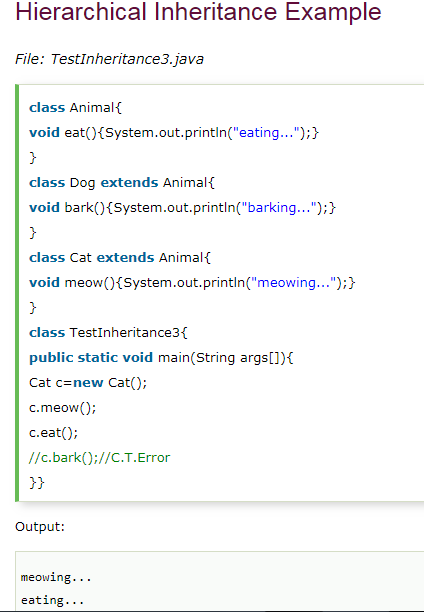 Hierarchical Inheritance Example
File: TestInheritance3.java
class Animal{
void eat(){System.out.println("eating...");}
}
class Dog extends Animal{
void bark(){System.out.println("barking...");}
}
class Cat extends Animal{
void meow(){System.out.println("meowing...");}
}
class TestInheritance3{
public static void main(String args[]){
Cat c=new Cat();
c.meow();
c.eat();
//c.bark();//C.T.Error
}}
Output:
meowing...
eating...